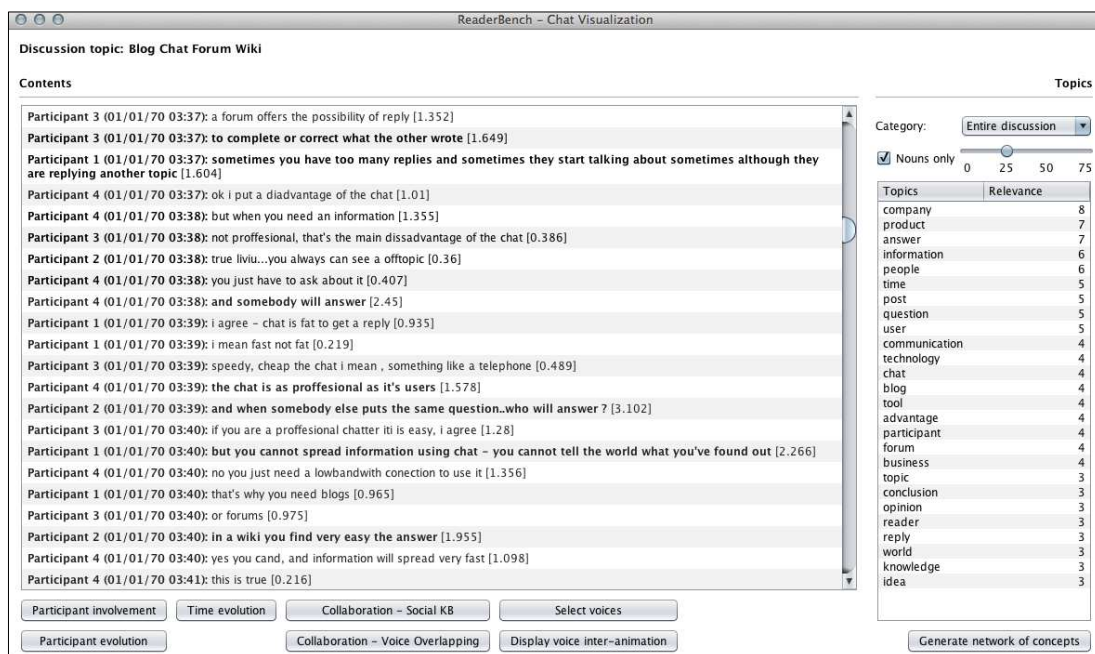 ReaderBench - Chat Visualization
Discussion topic: Blog Chat Forum Wiki
Contents
Participant 3 (01/01/70 03:37): a forum offers the possibility of reply [1.352]
Participant 3 (01/01/70 03:37): to complete or correct what the other wrote [1.649]
Participant 1 (01/01/70 03:37): sometimes you have too many replies and sometimes they start talking about sometimes although they
are replying another topic [1.604]
Participant 4 (01/01/70 03:37): ok i put a diadvantage of the chat [1.01]
Participant 4 (01/01/70 03:38): but when you need an information [1.355]
Participant 3 (01/01/70 03:38): not proffesional, that's the main dissadvantage of the chat [0.386]
Participant 2 (01/01/70 03:38): true liviu...you always can see a offtopic [0.36]
Participant 4 (01/01/70 03:38): you just have to ask about it [0.407]
Participant 4 (01/01/70 03:38): and somebody will answer [2.45]
Participant 1 (01/01/70 03:39): i agree - chat is fat to get a reply [0.935]
Participant 1 (01/01/70 03:39): i mean fast not fat [0.219]
Participant 3 (01/01/70 03:39): speedy, cheap the chat i mean , something like a telephone [0.489]
Participant 4 (01/01/70 03:39): the chat is as proffesional as it's users [1.578]
Participant 2 (01/01/70 03:39): and when somebody else puts the same question..who will answer ? [3.102]
Participant 3 (01/01/70 03:40): if you are a proffesional chatter iti is easy, i agree [1.28]
Participant 1 (01/01/70 03:40): but you cannot spread information using chat - you cannot tell the world what you've found out [2.266]
Participant 4 (01/01/70 03:40): no you just need a lowbandwith conection to use it [1.356]
Participant 1 (01/01/70 03:40): that's why you need blogs [0.965]
Participant 3 (01/01/70 03:40): or forums [0.975]
Participant 2 (01/01/70 03:40): in a wiki you find very easy the answer [1.955]
Participant 4 (01/01/70 03:40): yes you cand, and information will spread very fast [1.098]
Participant 4 (01/01/70 03:41): this is true [0.216]
Participant involvement
Time evolution
Collaboration - Social KB
Select voices
Participant evolution
Collaboration - Voice Overlapping
Display voice inter-animation
Topics
Category: Entire discussion
Nouns only
0 25 50 75
Topics Relevance
company 8
product 7
answer 7
information 6
people 6
time 5
post 5
question 5
user 5
communication 4
technology 4
chat 4
blog 4
tool 4
advantage 4
participant 4
forum 4
business 4
topic 3
conclusion 3
opinion 3
reader 3
reply 3
world 3
knowledge 3
idea 3
Generate network of concepts